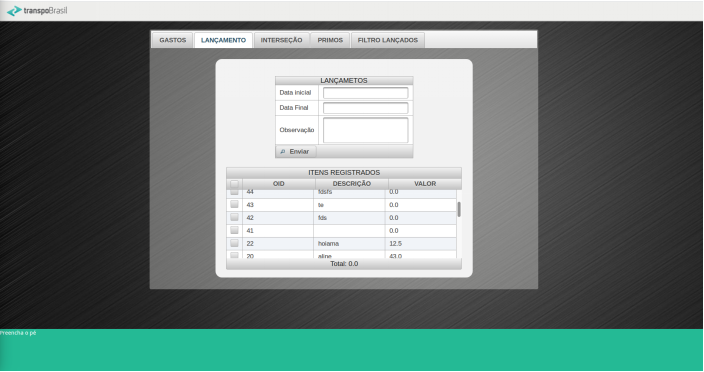 transpoBrasil
GASTOS LANÇAMENTO INTERSEÇÃO PRIMOS FILTRO LANÇADOS
LANÇAMETOS
Data inicial
Data Final
Observação
Enviar
ITENS REGISTRADOS
OID DESCRIÇÃO VALOR
44 fdsfs 0.0
43 te 0.0
42 fds 0.0
41 0.0
22 hoiama 12.5
20 aline 43.0
Total: 0.0
Preencha o pé